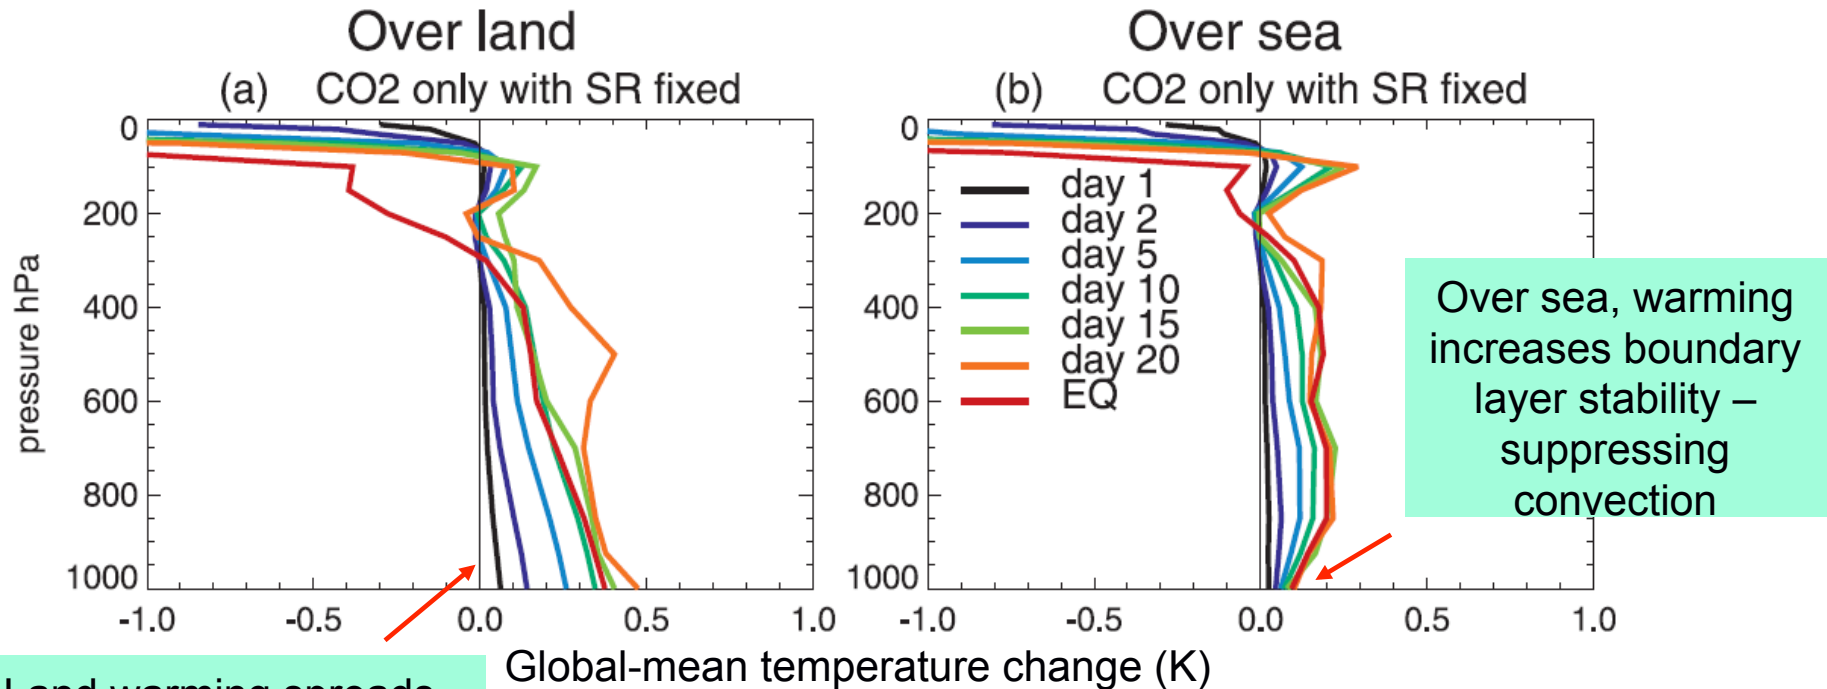 Over land
Over sea
(a) CO2 only with SR fixed
(b) CO2 only with SR fixed
pressure hPa
0
200
400
600
800
1000
-1.0
-0.5
0.0
0.5
1.0
0
200
400
600
800
1000
-1.0
-0.5
0.0
0.5
1.0
day 1
day 2
day 5
day 10
day 15
day 20
EQ
Over sea, warming
increases boundary
layer stability –
suppressing
convection
Global-mean temperature change (K)
Land warming spreads